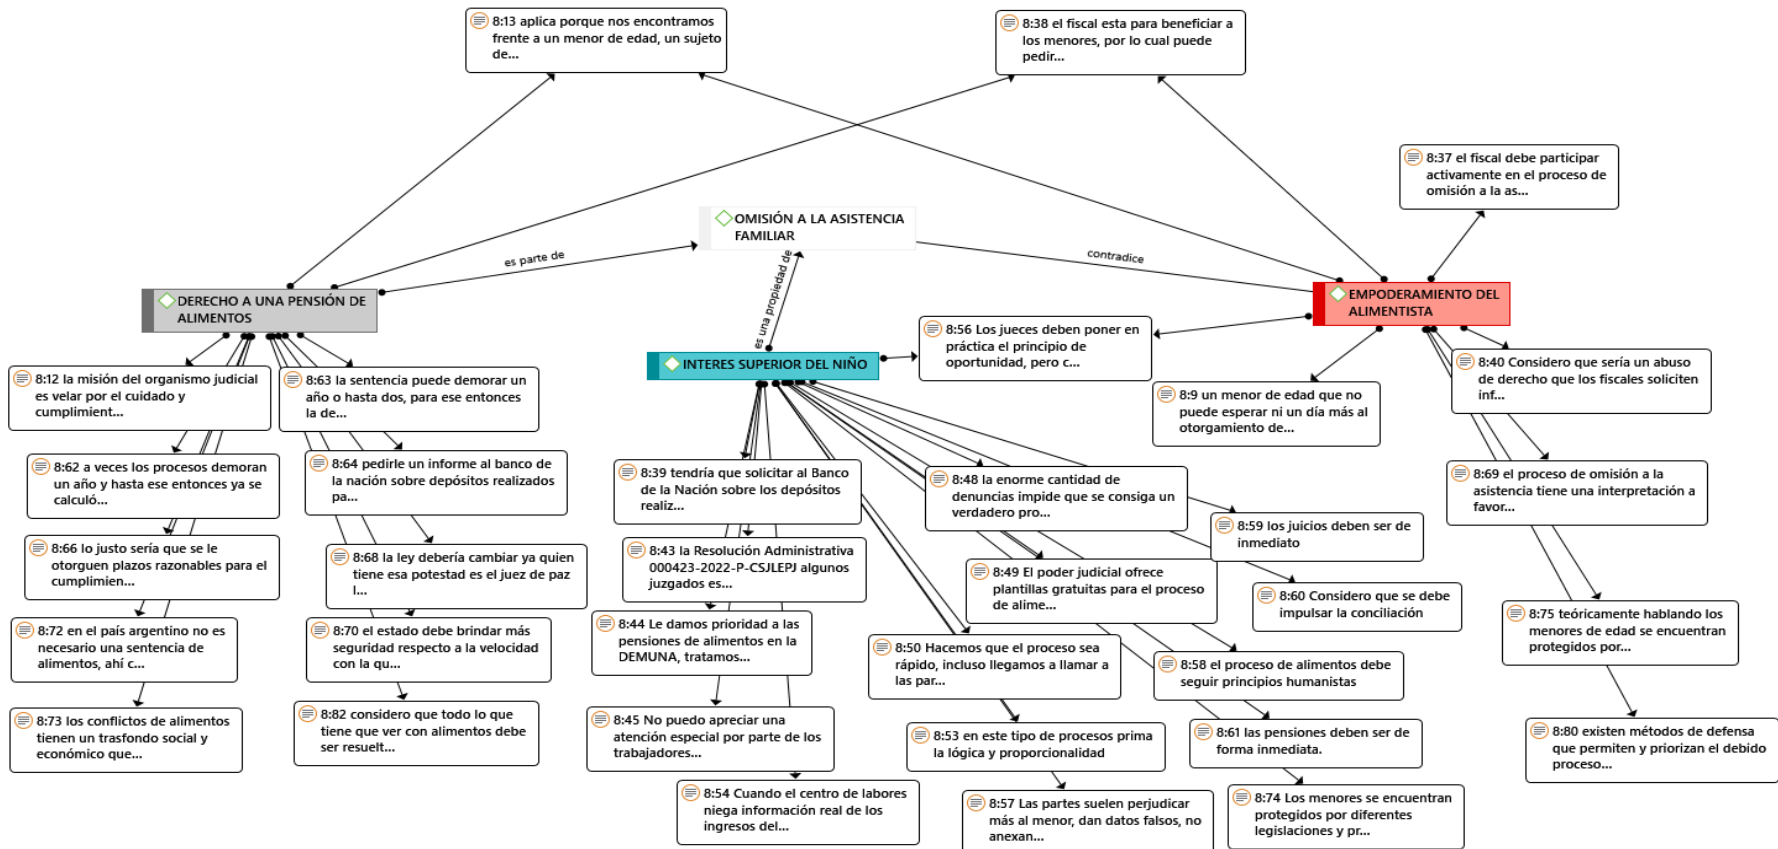 8:13 aplica porque nos encontramos
frente a un menor de edad, un sujeto
de...
8:38 el fiscal esta para beneficiar a
los menores, por lo cual puede
pedir...
8:37 el fiscal debe participar
activamente en el proceso de
omisión a la as...
OMISIÓN A LA ASISTENCIA
FAMILIAR
es parte de
es una propiedad de
contradice
DERECHO A UNA PENSIÓN DE
ALIMENTOS
EMPODERAMIENTO DEL
ALIMENTISTA
INTERES SUPERIOR DEL NIÑO
8:56 Los jueces deben poner en
práctica el principio de
oportunidad, pero c...
8:40 Considero que sería un abuso
de derecho que los fiscales soliciten
inf...
8:9 un menor de edad que no
puede esperar ni un día más al
otorgamiento de...
8:12 la misión del organismo judicial
es velar por el cuidado y
cumplimient...
8:63 la sentencia puede demorar un
año o hasta dos, para ese entonces
la de...
8:62 a veces los procesos demoran
un año y hasta ese entonces ya se
calculó...
8:64 pedirle un informe al banco de
la nación sobre depósitos realizados
pa...
8:39 tendría que solicitar al Banco
de la Nación sobre los depósitos
realiz...
8:48 la enorme cantidad de
denuncias impide que se consiga un
verdadero pro...
8:69 el proceso de omisión a la
asistencia tiene una interpretación a
favor...
8:59 los juicios deben ser de
inmediato
8:66 lo justo sería que se le
otorguen plazos razonables para el
cumplimien...
8:68 la ley debería cambiar ya quien
tiene esa potestad es el juez de paz
l...
8:43 la Resolución Administrativa
000423-2022-P-CSJLEPJ algunos
juzgados es...
8:49 El poder judicial ofrece
plantillas gratuitas para el proceso
de alime...
8:60 Considero que se debe
impulsar la conciliación
8:75 teóricamente hablando los
menores de edad se encuentran
protegidos por...
8:72 en el país argentino no es
necesario una sentencia de
alimentos, ahí c...
8:70 el estado debe brindar más
seguridad respecto a la velocidad
con la qu...
8:44 Le damos prioridad a las
pensiones de alimentos en la
DEMUNA, tratamos...
8:50 Hacemos que el proceso sea
rápido, incluso llegamos a llamar a
las par...
8:58 el proceso de alimentos debe
seguir principios humanistas
8:73 los conflictos de alimentos
tienen un trasfondo social y
económico que...
8:82 considero que todo lo que
tiene que ver con alimentos debe
ser resuelt...
8:45 No puedo apreciar una
atención especial por parte de los
trabajadores...
8:53 en este tipo de procesos prima
la lógica y proporcionalidad
8:61 las pensiones deben ser de
forma inmediata.
8:80 existen métodos de defensa
que permiten y priorizan el debido
proceso...
8:54 Cuando el centro de labores
niega información real de los
ingresos del...
8:57 Las partes suelen perjudicar
más al menor, dan datos falsos, no
anexan...
8:74 Los menores se encuentran
protegidos por diferentes
legislaciones y pr...